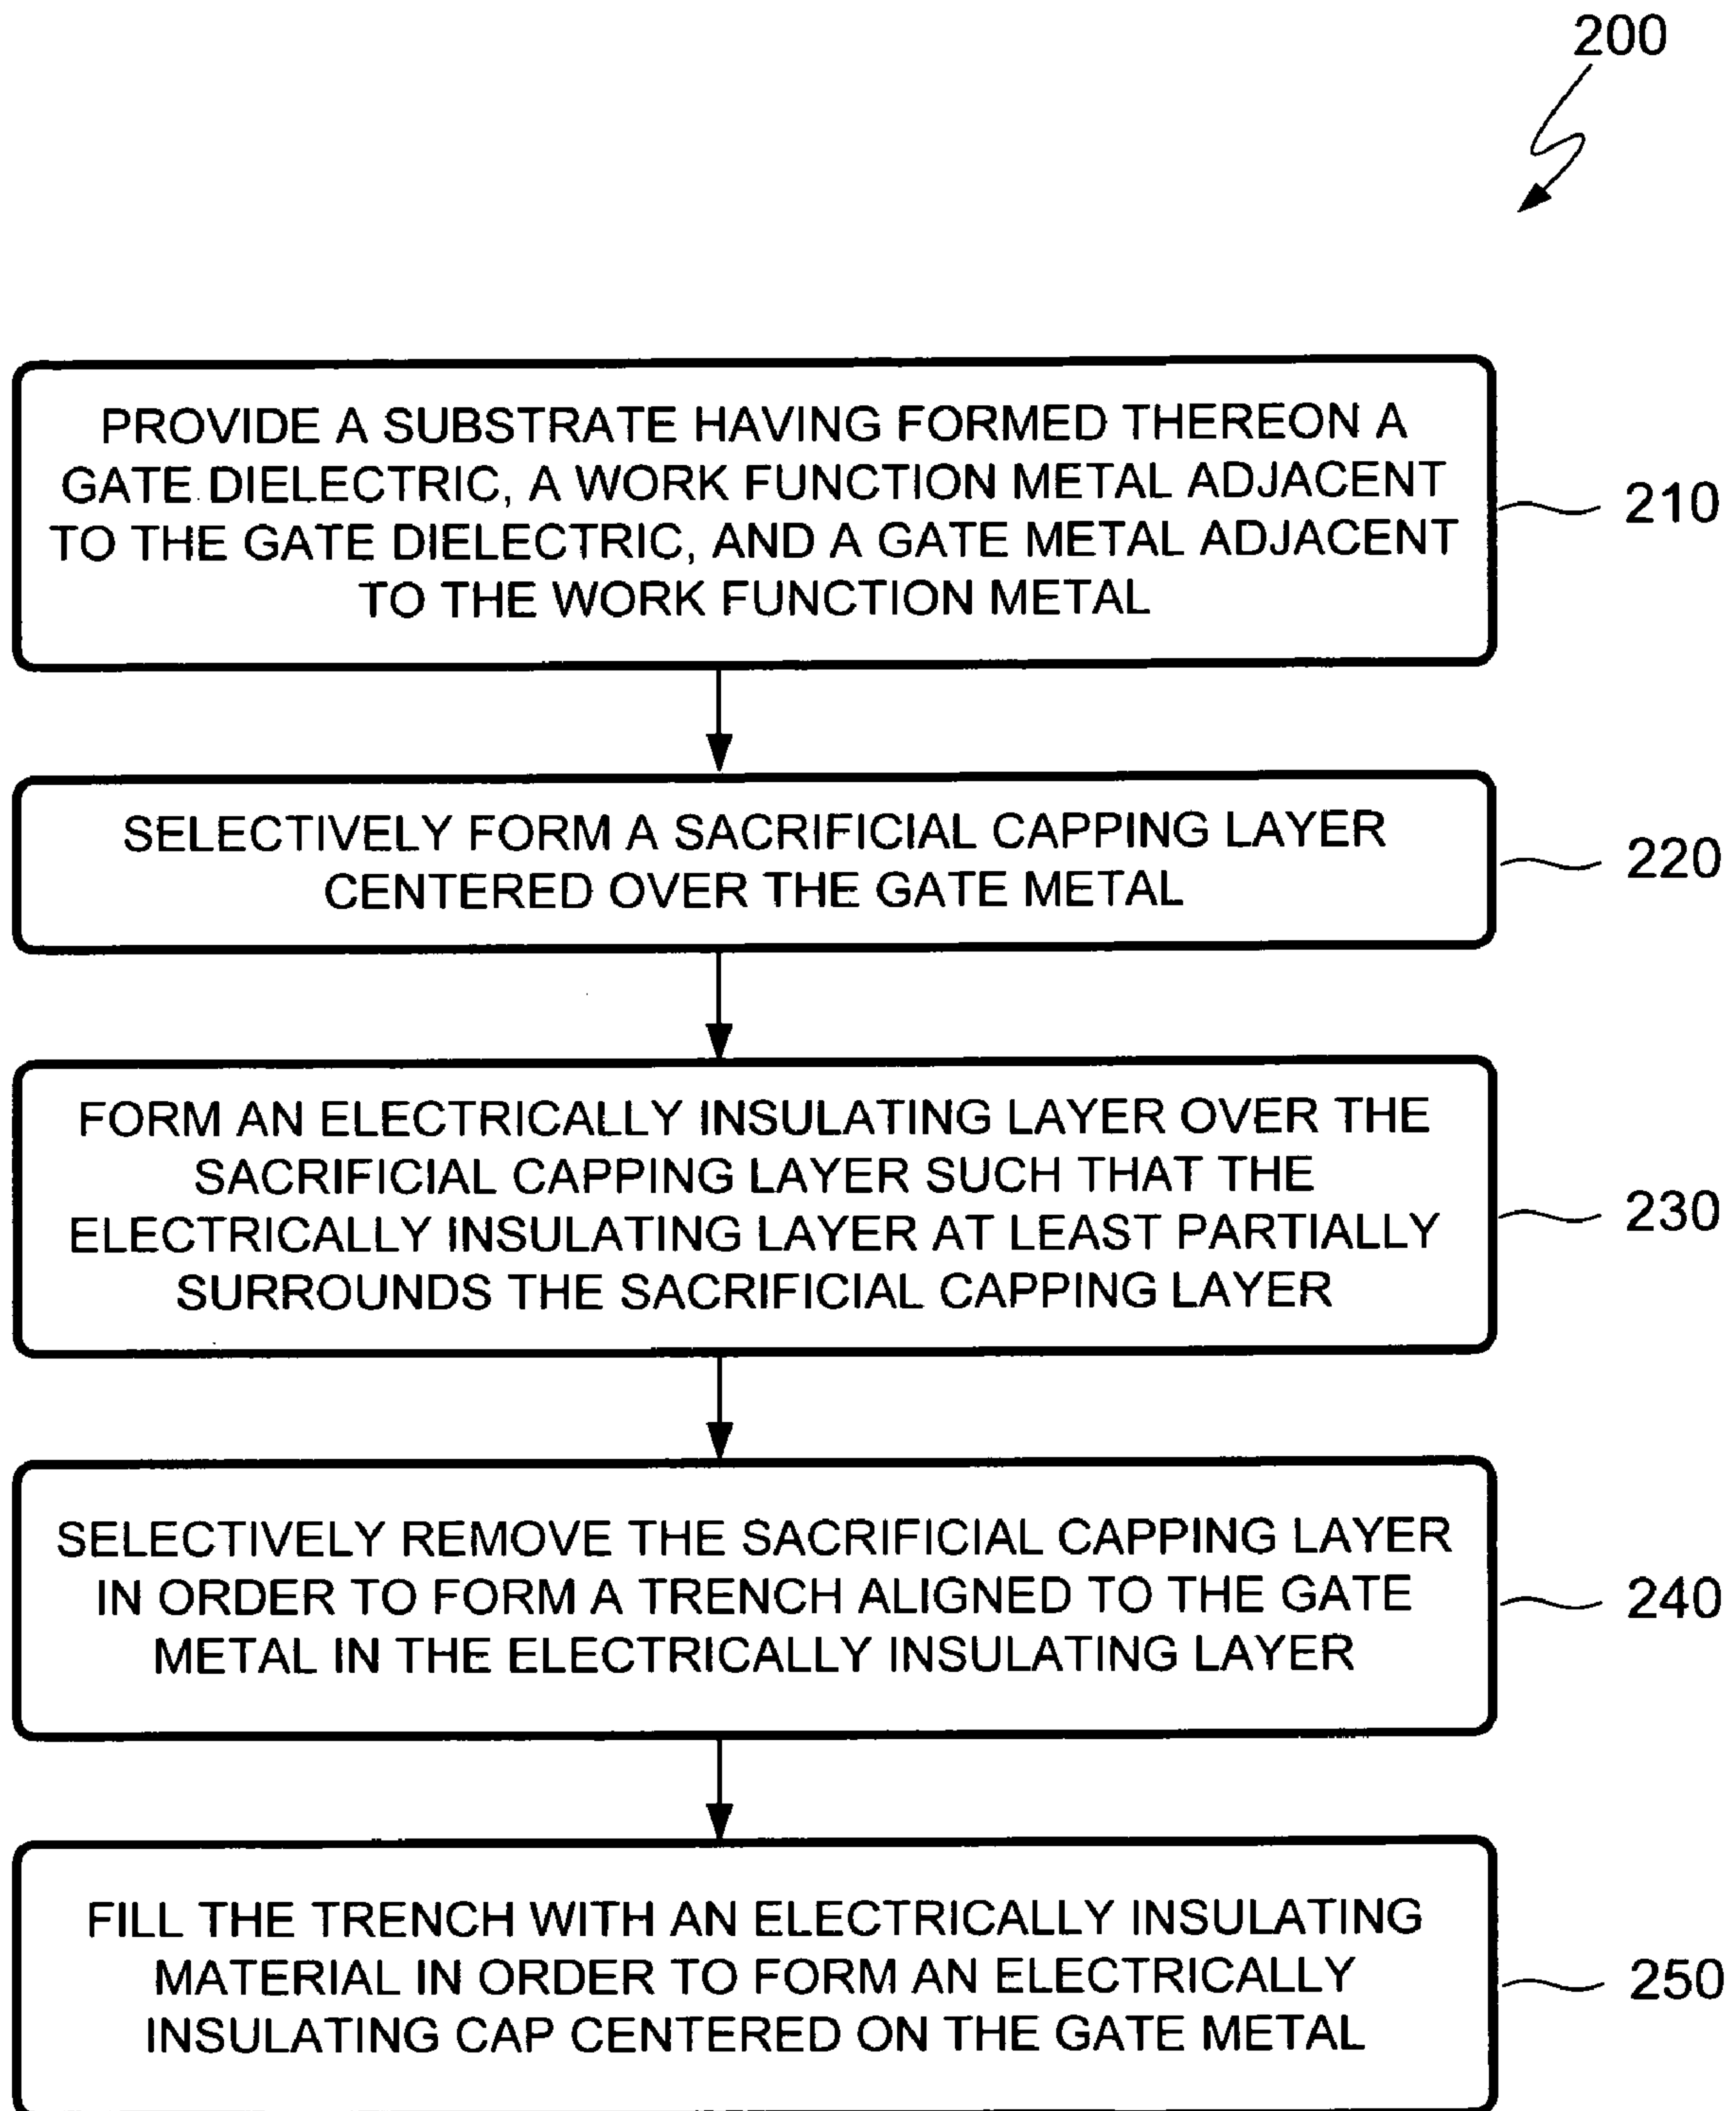 200
PROVIDE A SUBSTRATE HAVING FORMED THEREON A
GATE DIELECTRIC, A WORK FUNCTION METAL ADJACENT
TO THE GATE DIELECTRIC, AND A GATE METAL ADJACENT
TO THE WORK FUNCTION METAL
210
SELECTIVELY FORM A SACRIFICIAL CAPPING LAYER
CENTERED OVER THE GATE METAL
220
FORM AN ELECTRICALLY INSULATING LAYER OVER THE
SACRIFICIAL CAPPING LAYER SUCH THAT THE
ELECTRICALLY INSULATING LAYER AT LEAST PARTIALLY
SURROUNDS THE SACRIFICIAL CAPPING LAYER
230
SELECTIVELY REMOVE THE SACRIFICIAL CAPPING LAYER
IN ORDER TO FORM A TRENCH ALIGNED TO THE GATE
METAL IN THE ELECTRICALLY INSULATING LAYER
240
FILL THE TRENCH WITH AN ELECTRICALLY INSULATING
MATERIAL IN ORDER TO FORM AN ELECTRICALLY
INSULATING CAP CENTERED ON THE GATE METAL
250